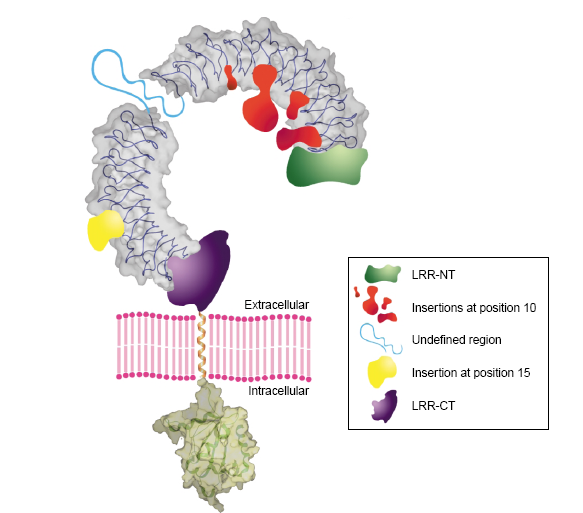 Extracellular
Intracellular
LRR-NT
Insertions at position 10
Undefined region
Insertion at position 15
LRR-CT